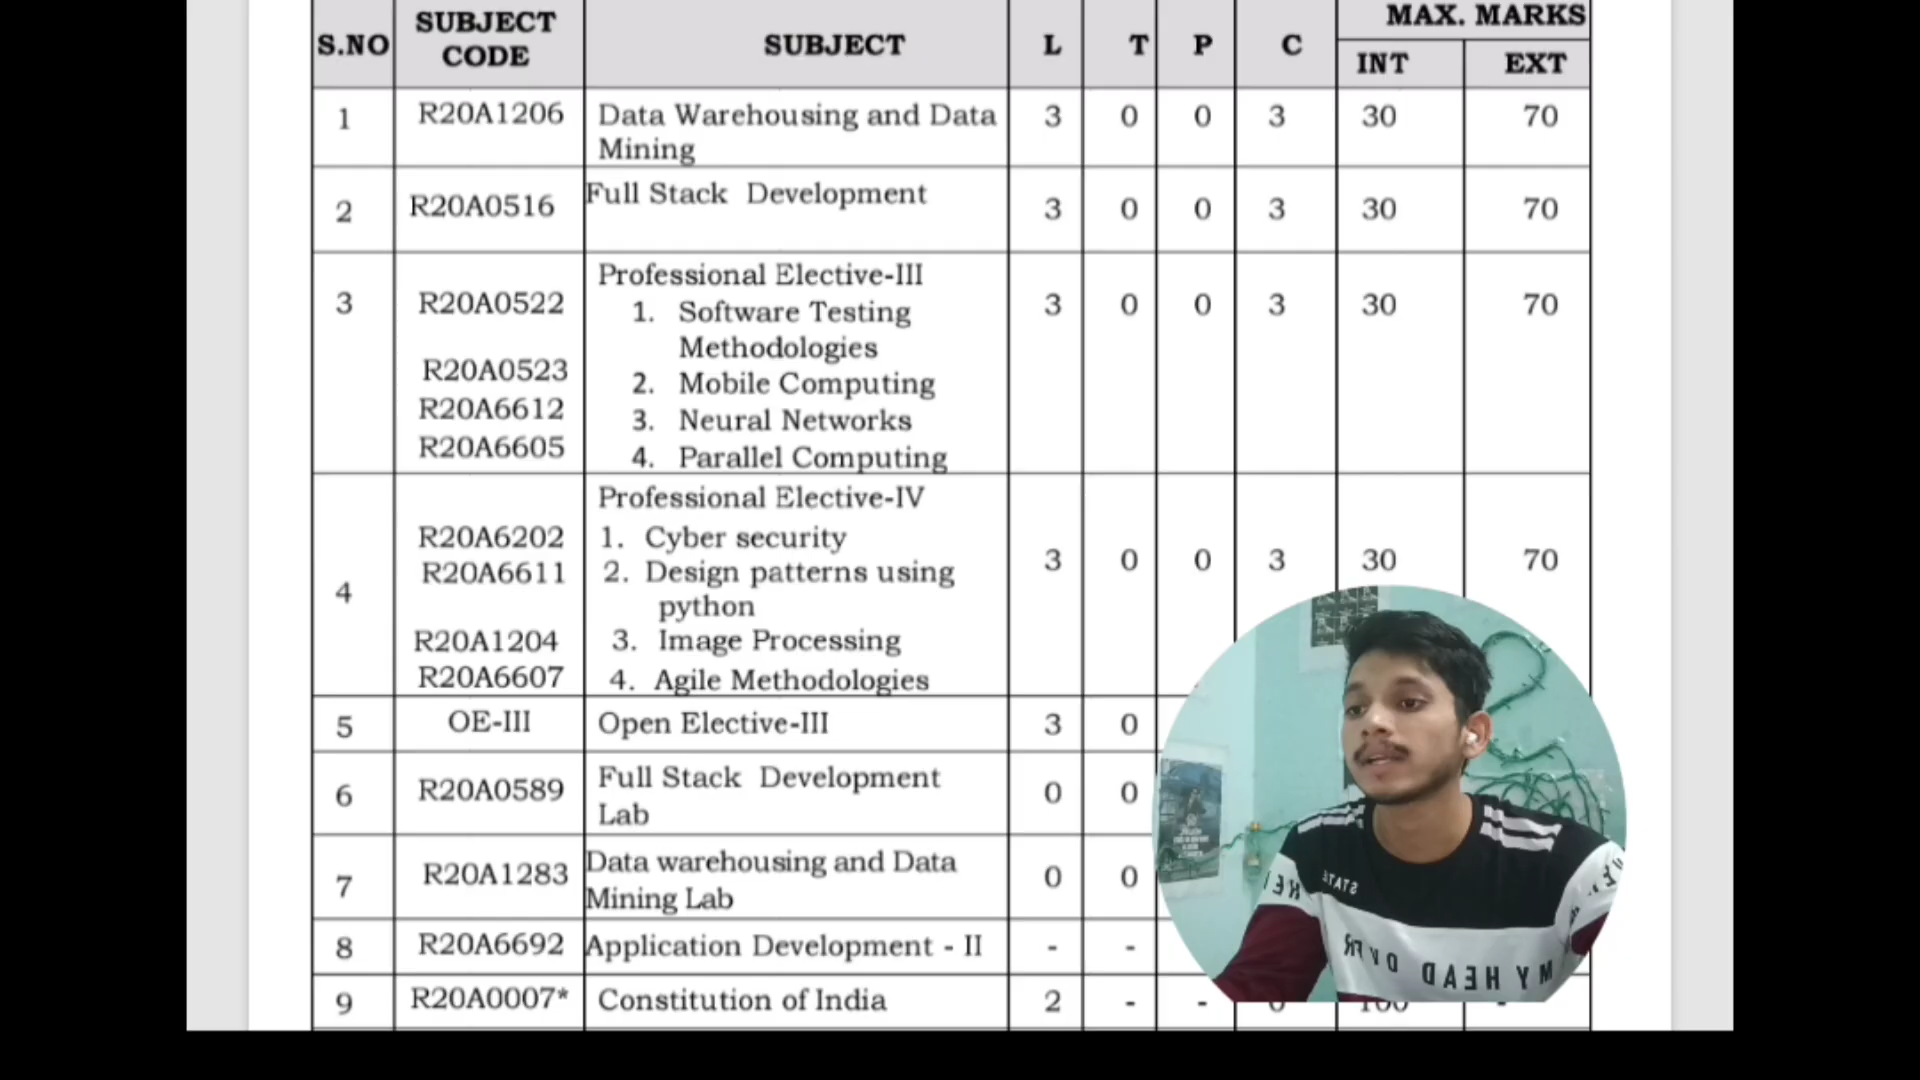 MAX. MARKS
S.NO SUBJECT CODE SUBJECT L T P C INT EXT
1 R20A1206 Data Warehousing and Data 3 0 0 3 30 70
Mining
2 R20A0516 Full Stack Development 3 0 0 3 30 70
Professional Elective-III
3 R20A0522 1. Software Testing 3 0 0 3 30 70
Methodologies
R20A0523 2. Mobile Computing
R20A6612 3. Neural Networks
R20A6605 4. Parallel Computing
Professional Elective-IV
R20A6202 1. Cyber security 3 0 0 3 30 70
4 R20A6611 2. Design patterns using
python
R20A1204 3. Image Processing
R20A6607 4. Agile Methodologies
5 OE-III Open Elective-III 3 0
6 R20A0589 Full Stack Development 0 0
Lab
7 R20A1283 Data warehousing and Data 0 0
Mining Lab
8 R20A6692 Application Development - II - -
9 R20A0007* Constitution of India 2 - - 0 100 -
STATE
MY HEAD OVER